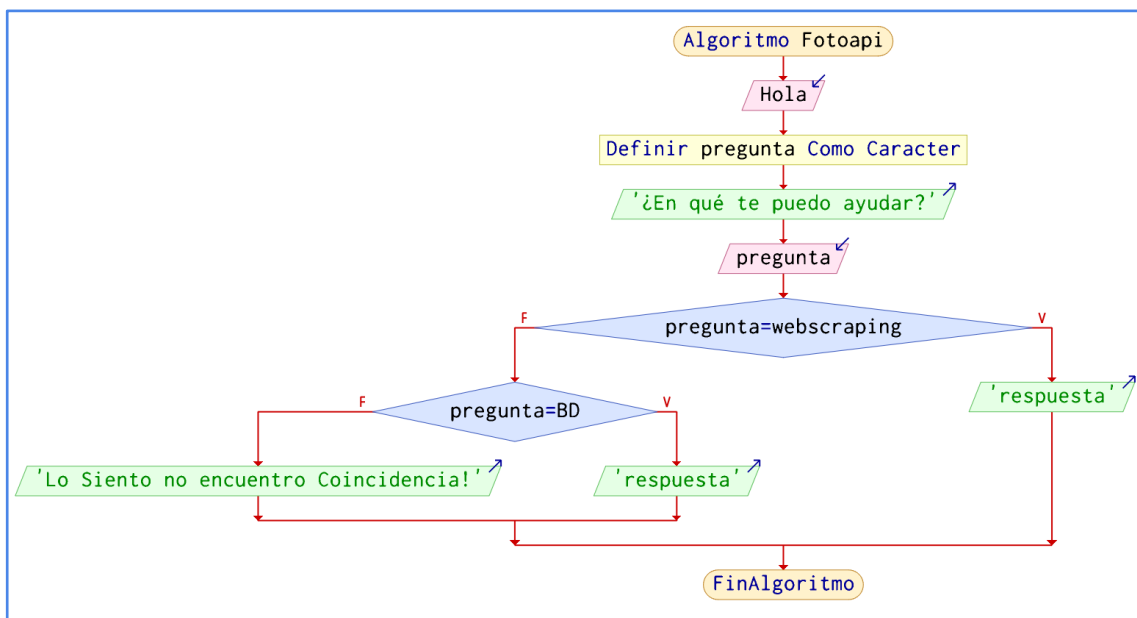 Algoritmo Fotoapi
Hola
Definir pregunta Como Caracter
'¿En qué te puedo ayudar?'
pregunta
pregunta=webscraping
F
V
'respuesta'
pregunta=BD
F
V
'Lo Siento no encuentro Coincidencia!'
'respuesta'
FinAlgoritmo